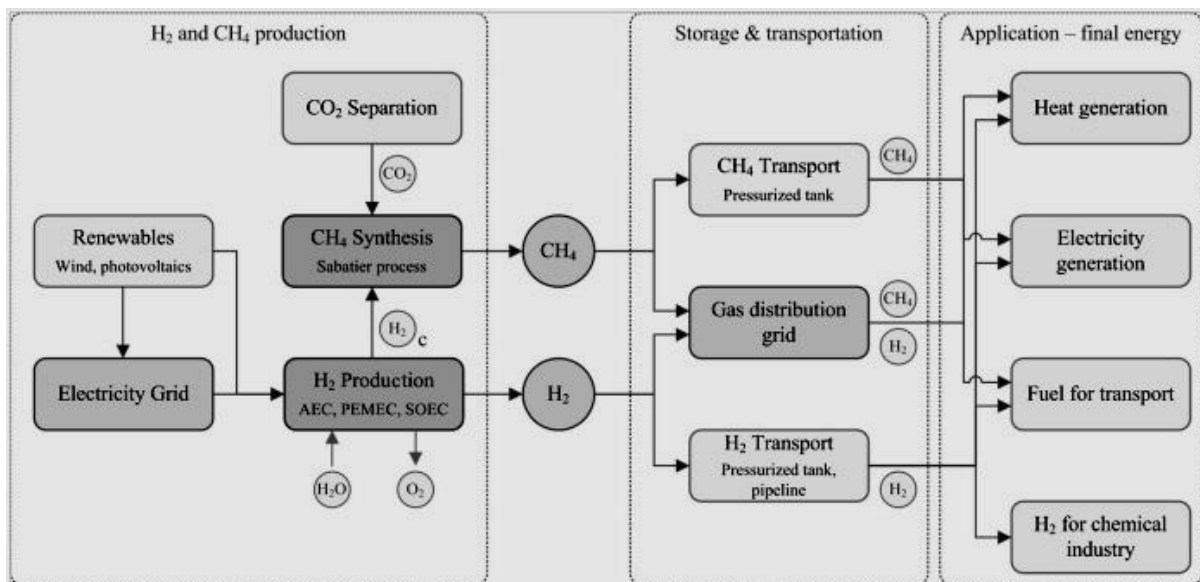 H₂ and CH₄ production
Storage & transportation
Application – final energy
CO₂ Separation
CO₂
Renewables
Wind, photovoltaics
CH₄ Synthesis
Sabatier process
CH₄
H₂
c
Electricity Grid
H₂ Production
AEC, PEMEC, SOEC
H₂
H₂O
O₂
CH₄ Transport
Pressurized tank
CH₄
Gas distribution
grid
CH₄
H₂
H₂ Transport
Pressurized tank,
pipeline
H₂
Heat generation
Electricity
generation
Fuel for transport
H₂ for chemical
industry